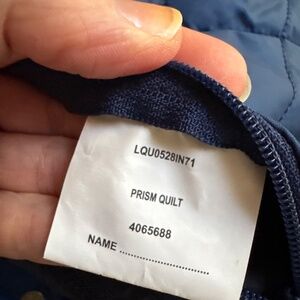 LQU0528IN71
PRISM QUILT
4065688
NAME ..............................